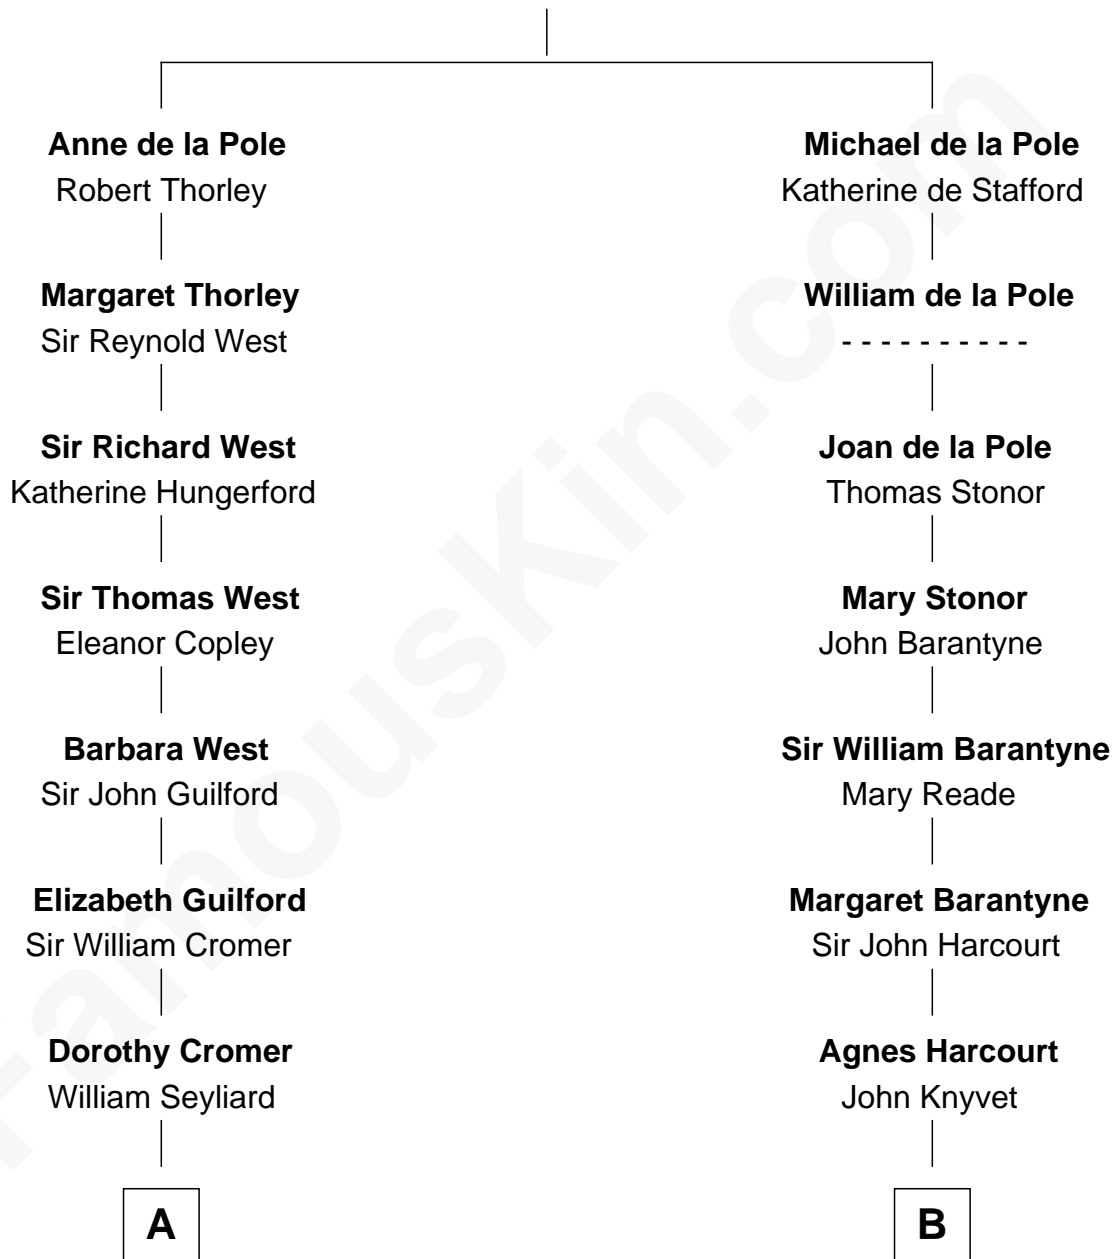 Anne de la Pole
Robert Thorley
Michael de la Pole
Katherine de Stafford
Margaret Thorley
Sir Reynold West
William de la Pole
- - - - - - - - - -
Sir Richard West
Katherine Hungerford
Joan de la Pole
Thomas Stonor
Sir Thomas West
Eleanor Copley
Mary Stonor
John Barantyne
Barbara West
Sir John Guilford
Sir William Barantyne
Mary Reade
Elizabeth Guilford
Sir William Cromer
Margaret Barantyne
Sir John Harcourt
Dorothy Cromer
William Seyliard
Agnes Harcourt
John Knyvet
A
B
FamousKin.com